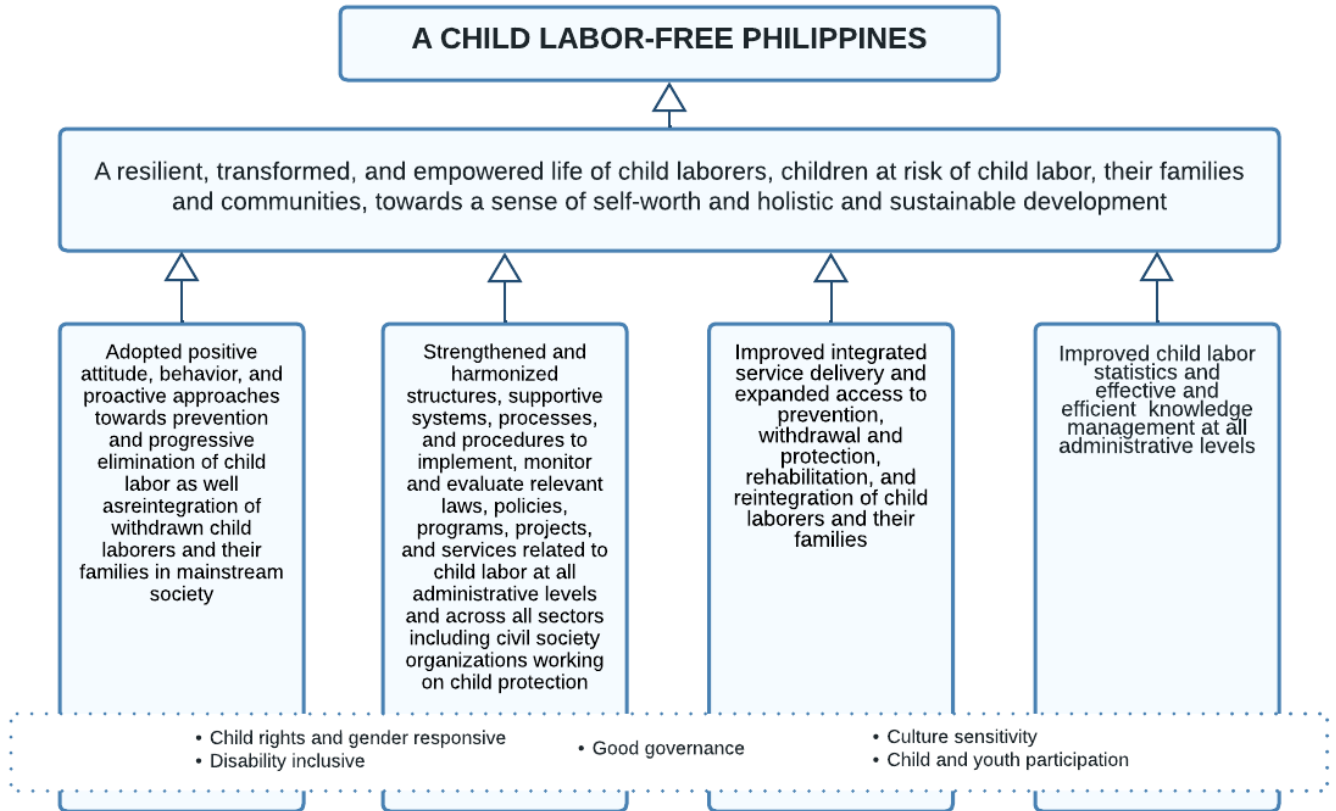 A CHILD LABOR-FREE PHILIPPINES
A resilient, transformed, and empowered life of child laborers, children at risk of child labor, their families
and communities, towards a sense of self-worth and holistic and sustainable development
Adopted positive
attitude, behavior, and
proactive approaches
towards prevention
and progressive
elimination of child
labor as well
asreintegration of
withdrawn child
laborers and their
families in mainstream
society
Strengthened and
harmonized
structures, supportive
systems, processes,
and procedures to
implement, monitor
and evaluate relevant
laws, policies,
programs, projects,
and services related to
child labor at all
administrative levels
and across all sectors
including civil society
organizations working
on child protection
Improved integrated
service delivery and
expanded access to
prevention,
withdrawal and
protection,
rehabilitation, and
reintegration of child
laborers and their
families
Improved child labor
statistics and
effective and
efficient  knowledge
management at all
administrative levels
• Child rights and gender responsive
• Disability inclusive
• Good governance
• Culture sensitivity
• Child and youth participation